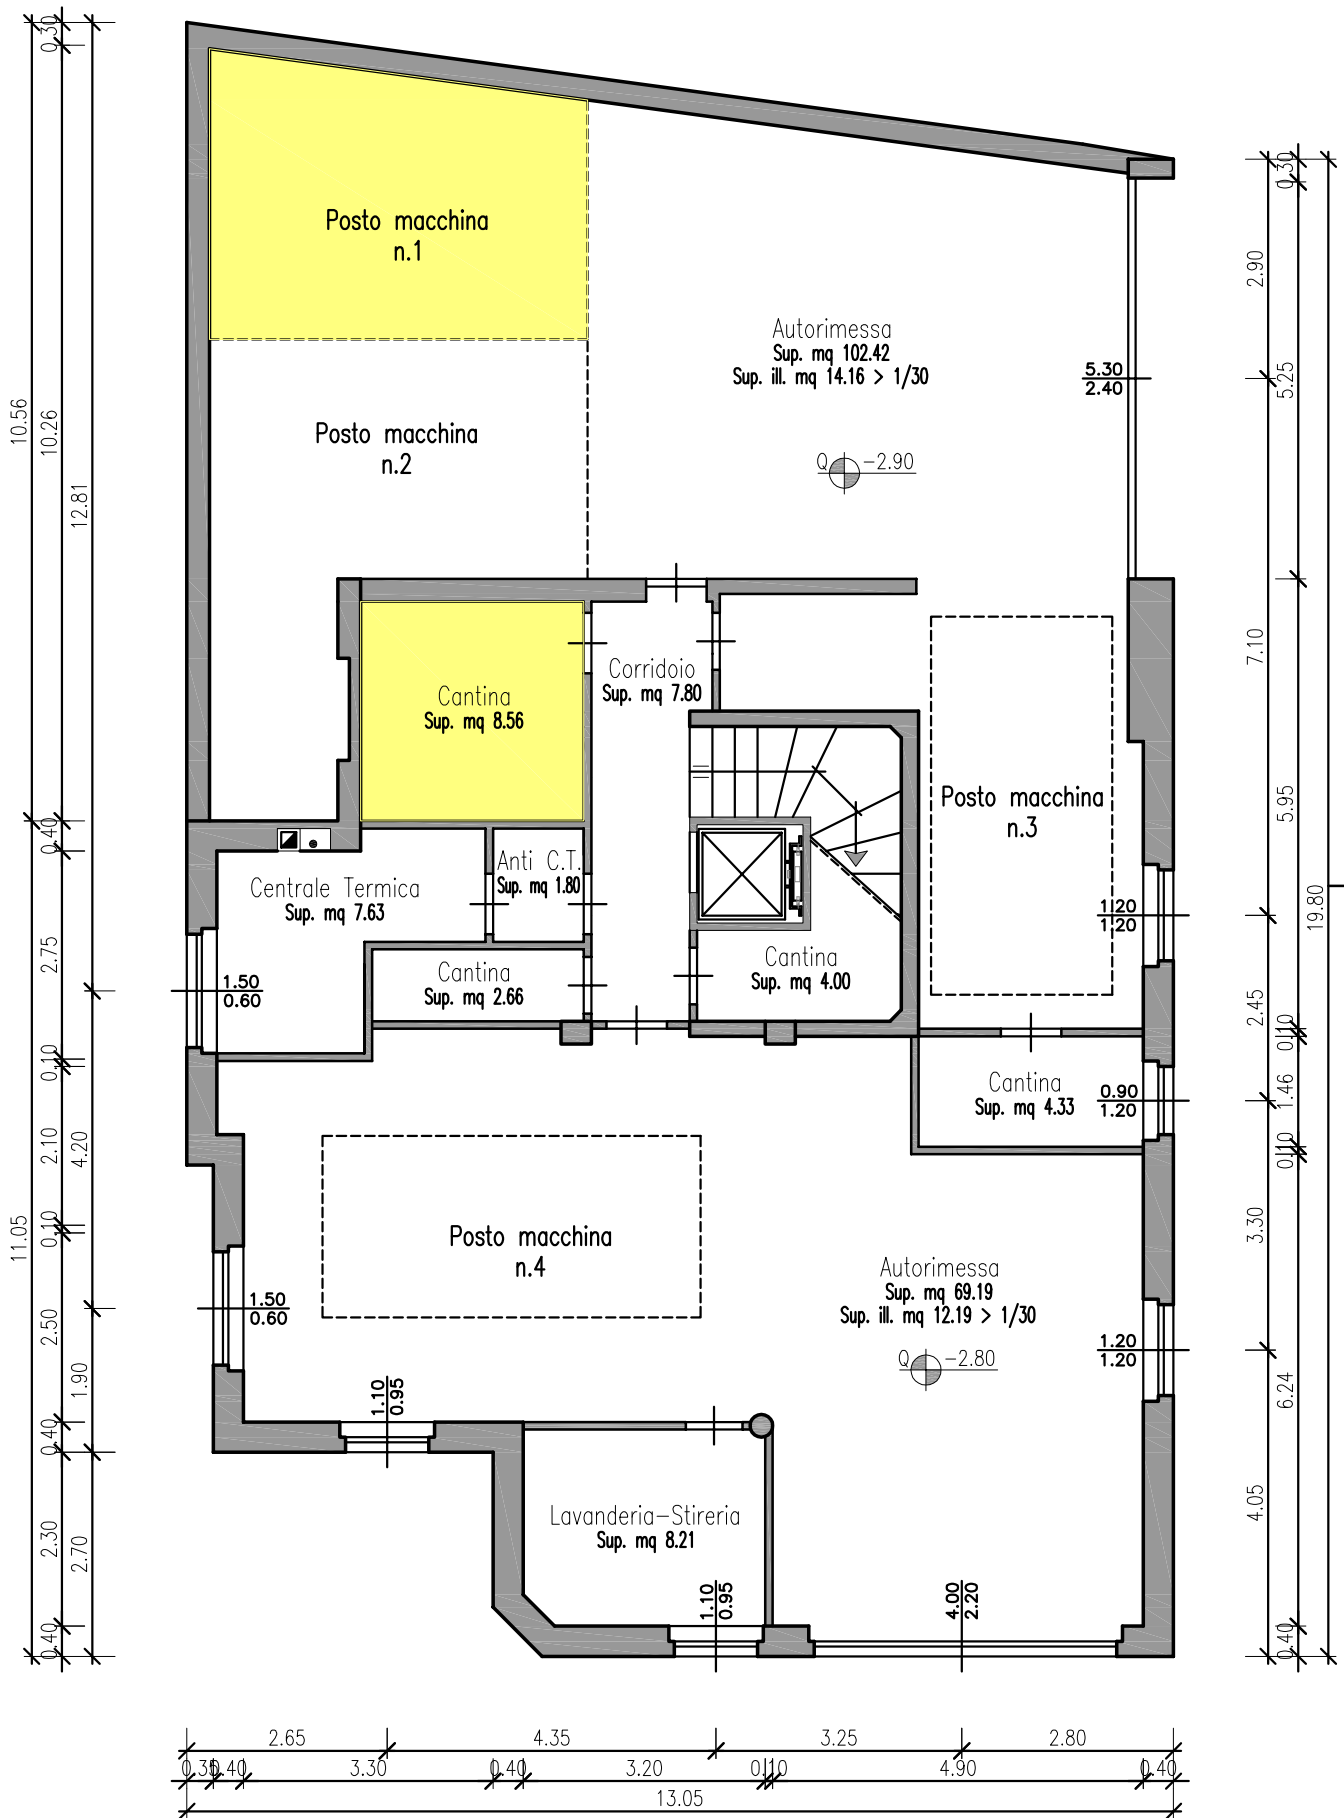 Posto macchina
n.1
Autorimessa
Sup. mq 102.42
Sup. ill. mq 14.16 > 1/30
5.30
2.40
Posto macchina
n.2
Q -2.90
Corridoio
Sup. mq 7.80
Cantina
Sup. mq 8.56
Posto macchina
n.3
Anti C.T.
Sup. mq 1.80
Centrale Termica
Sup. mq 7.63
1.20
1.20
Cantina
Sup. mq 4.00
Cantina
Sup. mq 2.66
1.50
0.60
Cantina
Sup. mq 4.33
0.90
1.20
Posto macchina
n.4
Autorimessa
Sup. mq 69.19
Sup. ill. mq 12.19 > 1/30
1.50
0.60
1.20
1.20
Q -2.80
1.10
0.95
Lavanderia-Stireria
Sup. mq 8.21
1.10
0.95
4.00
2.20
10.56
11.05
0.30
10.26
0.40
2.75
0.10
2.10
0.10
2.50
0.40
2.30
0.40
12.81
4.20
1.90
2.70
2.90
7.10
2.45
3.30
4.05
0.30
5.25
5.95
0.10
1.46
0.10
6.24
0.40
19.80
2.65
4.35
3.25
2.80
0.35
0.40
3.30
0.40
3.20
0.10
4.90
0.40
13.05